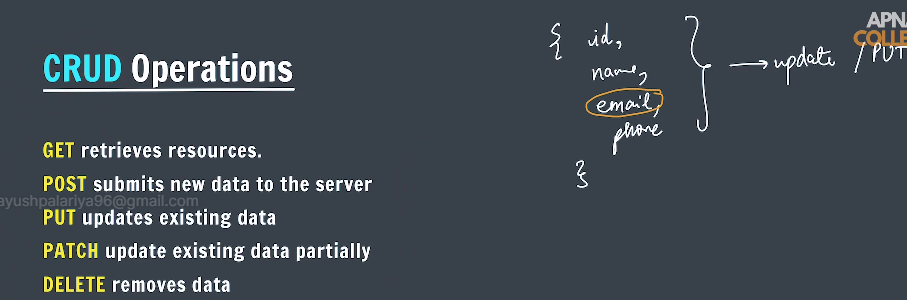 CRUD Operations
GET retrieves resources.
POST submits new data to the server
ayushpalariya96@gmail.com
PUT updates existing data
PATCH update existing data partially
DELETE removes data
{ id,
name,
email,
phone
}
} → update / PUT
APNA
COLLEGE